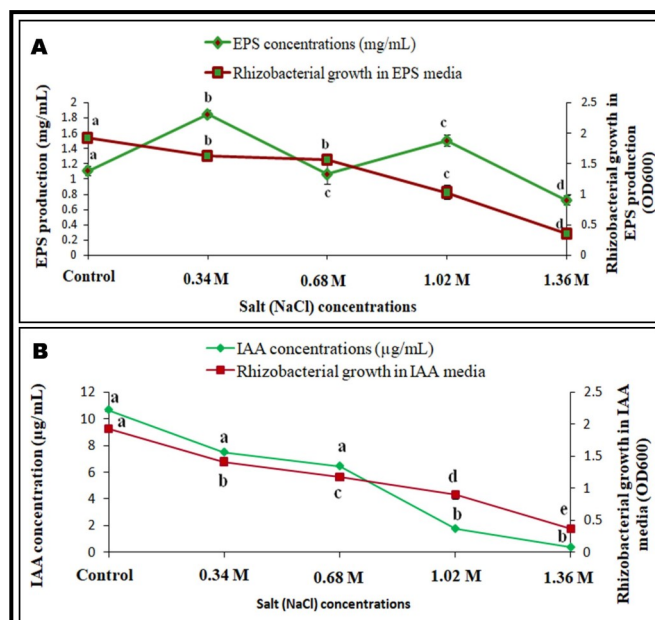 A
EPS concentrations (mg/mL)
Rhizobacterial growth in EPS media
EPS production (mg/mL)
2
1.8
1.6
1.4
1.2
1.0
0.8
0.6
0.4
0.2
0
a
a
b
b
b
c
c
c
d
d
2.5
2
1.5
1
0.5
0
Rhizobacterial growth in
EPS production
(OD600)
Control
0.34 M
0.68 M
1.02 M
1.36 M
Salt (NaCl) concentrations
B
IAA concentrations (µg/mL)
Rhizobacterial growth in IAA media
IAA concentration (µg/mL)
12
10
8
6
4
2
0
a
a
a
b
a
c
d
b
e
b
2.5
2
1.5
1
0.5
0
Rhizobacterial growth in IAA
media (OD600)
Control
0.34 M
0.68 M
1.02 M
1.36 M
Salt (NaCl) concentrations